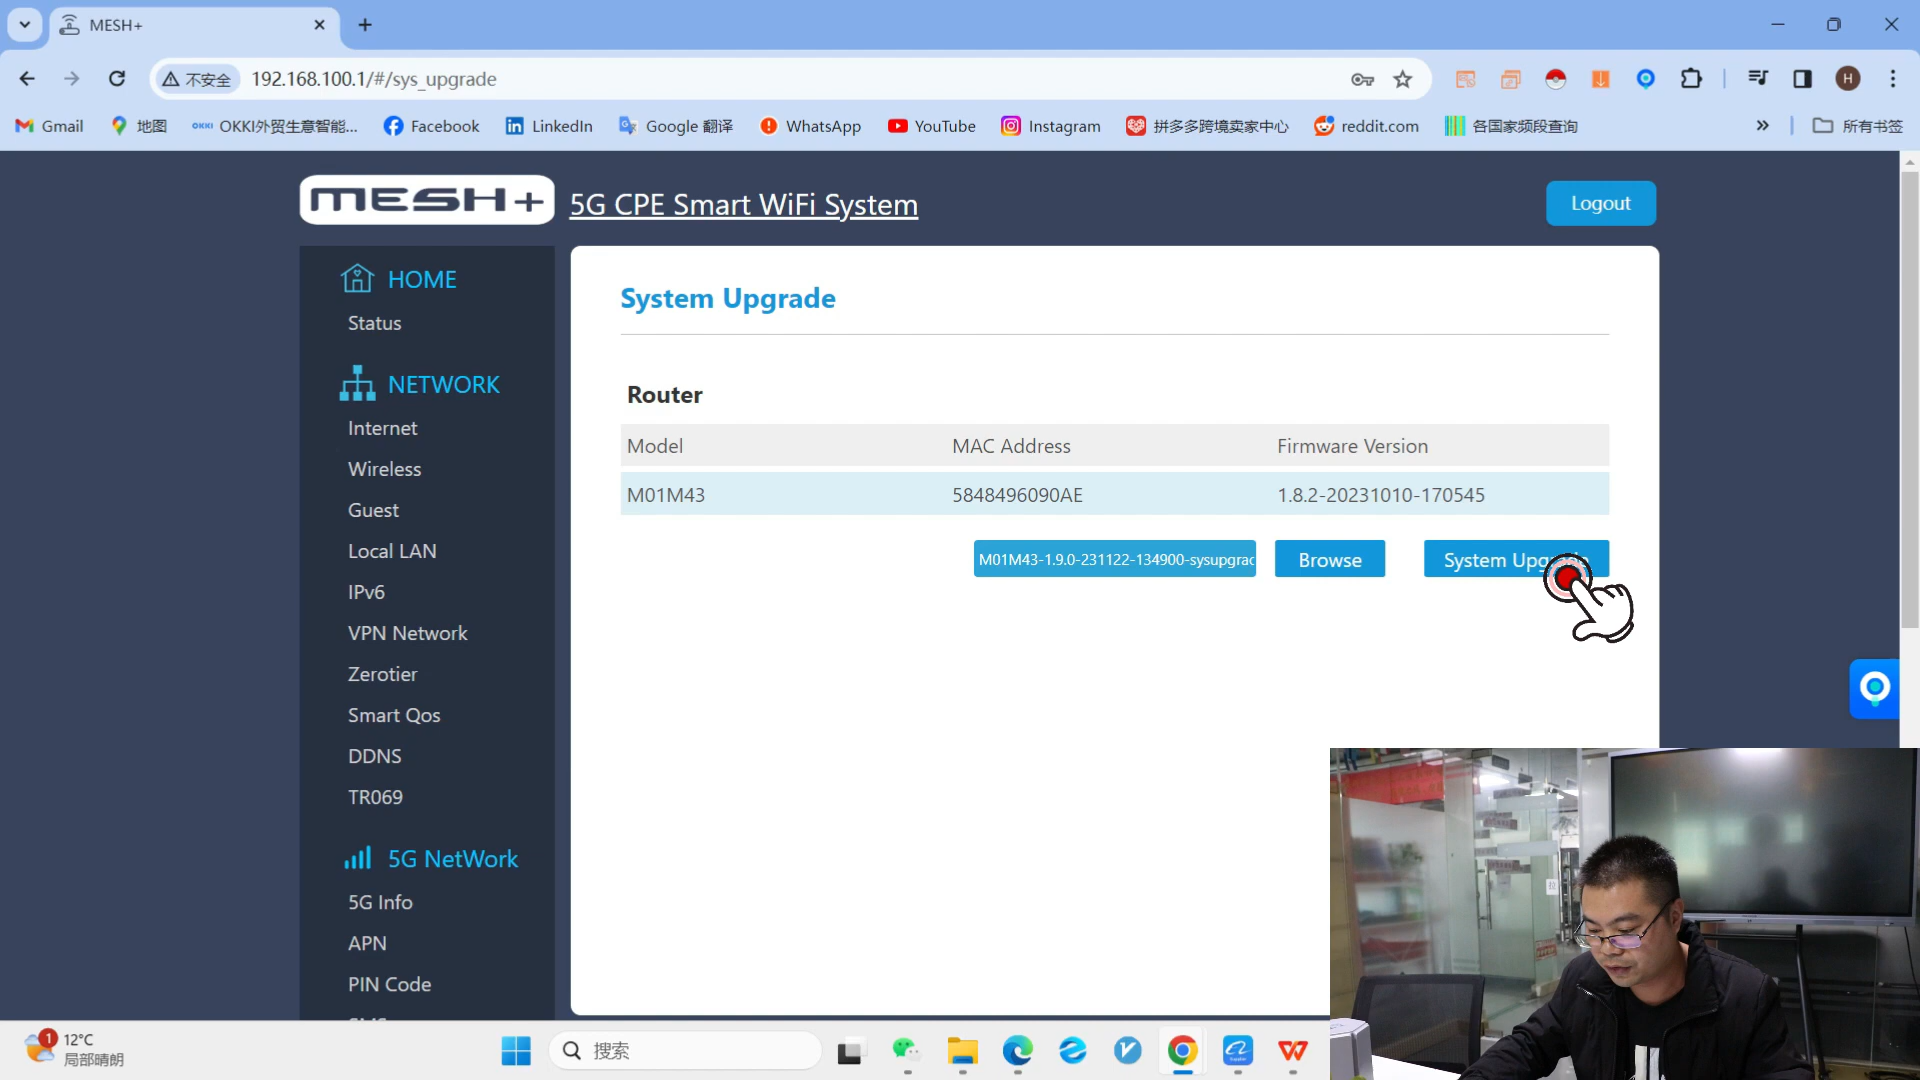 MESH+
不安全
192.168.100.1/#/sys_upgrade
H
Gmail
地图
OKKI
OKKI外贸生意智能...
Facebook
LinkedIn
Google 翻译
WhatsApp
YouTube
Instagram
拼多多跨境卖家中心
reddit.com
各国家频段查询
»
所有书签
MESH+
5G CPE Smart WiFi System
Logout
HOME
Status
NETWORK
Internet
Wireless
Guest
Local LAN
IPv6
VPN Network
Zerotier
Smart Qos
DDNS
TR069
5G NetWork
5G Info
APN
PIN Code
System Upgrade
Router
Model MAC Address Firmware Version
M01M43 5848496090AE 1.8.2-20231010-170545
M01M43-1.9.0-231122-134900-sysupgrad
Browse
System Upgrade
1
12°C
局部晴朗
搜索